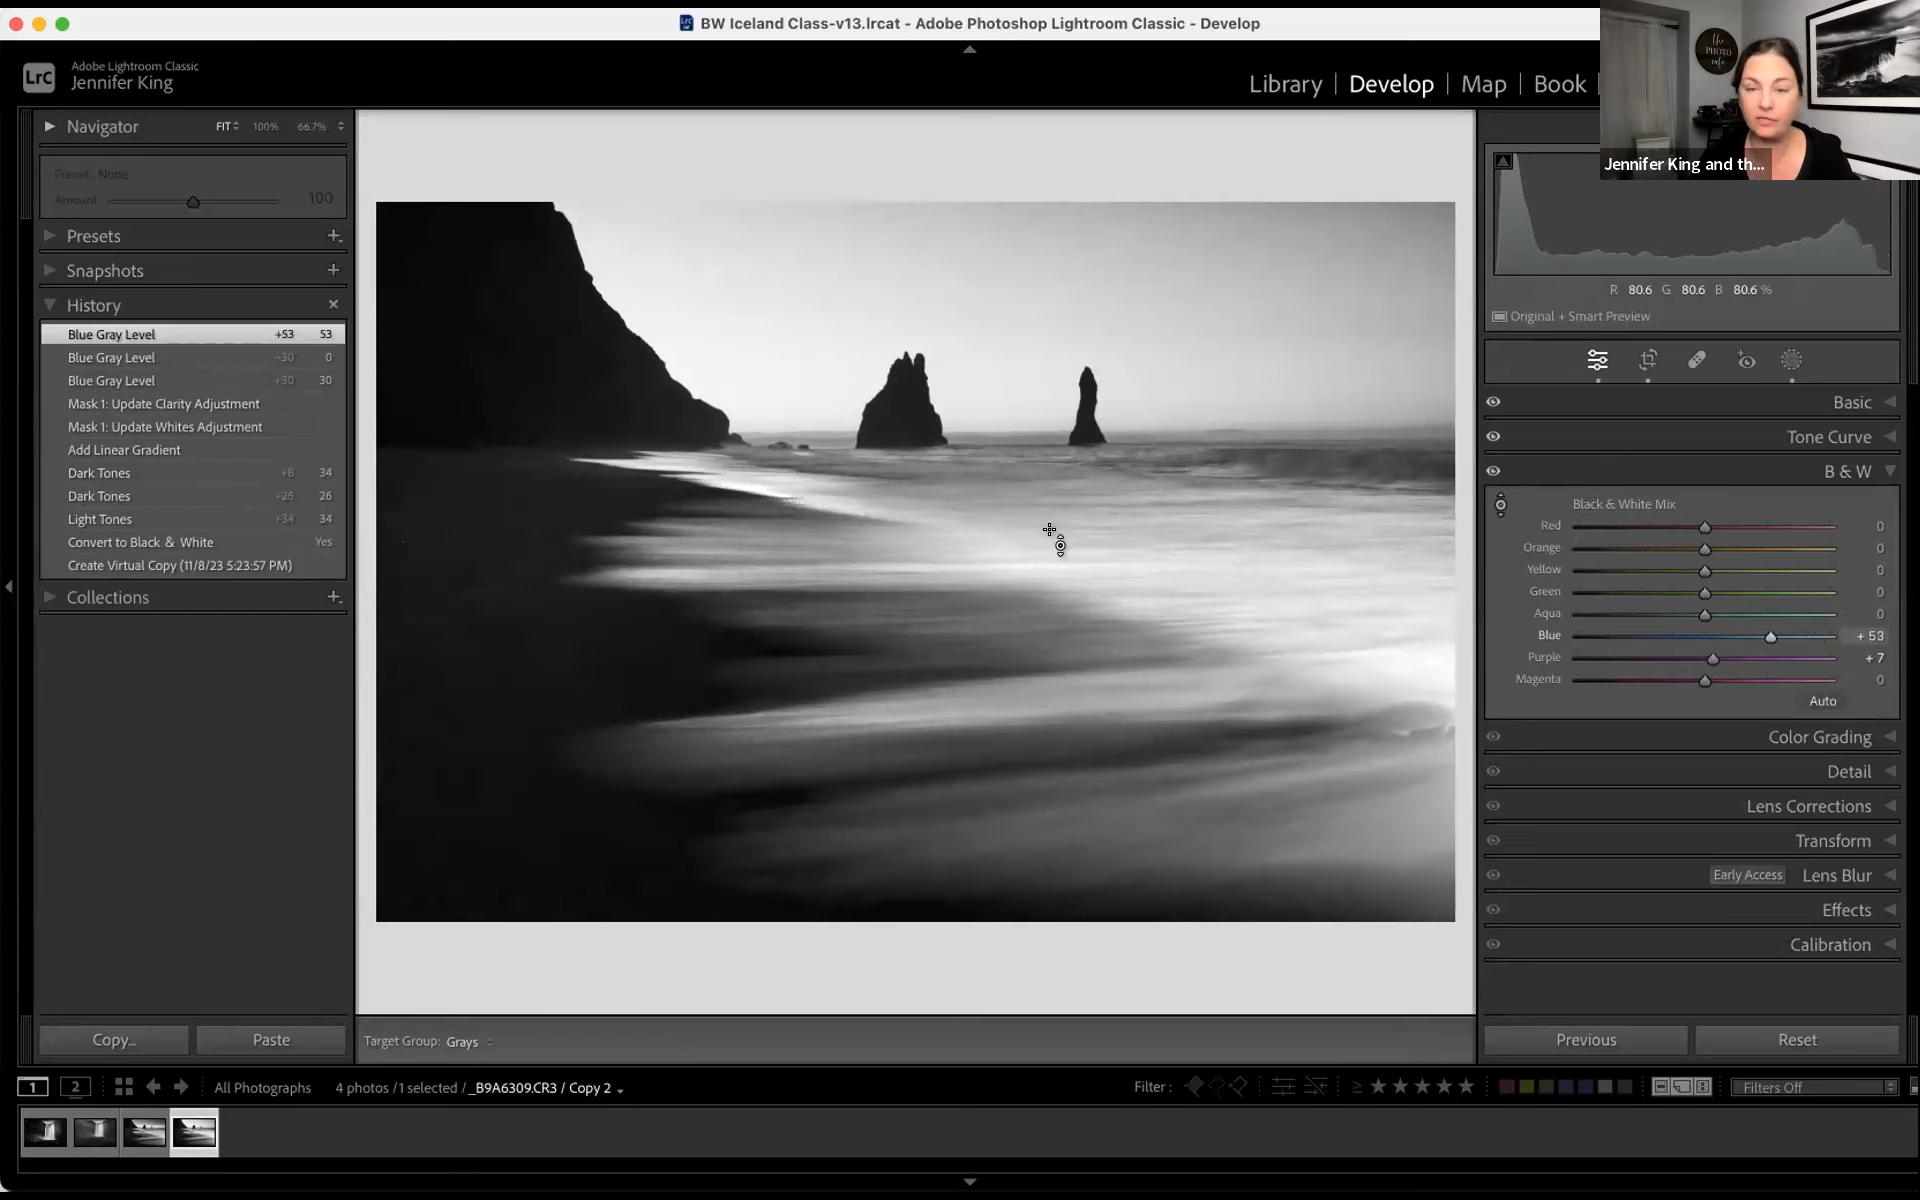 BW Iceland Class-v13.lrcat - Adobe Photoshop Lightroom Classic - Develop
LrC
Adobe Lightroom Classic
Jennifer King
Library | Develop | Map | Book
the
PHOTO
cafe
Jennifer King and th...
Navigator FIT 100% 66.7%
Preset: None
Amount 100
Presets
Snapshots
History
Blue Gray Level +53 53
Blue Gray Level -30 0
Blue Gray Level +30 30
Mask 1: Update Clarity Adjustment
Mask 1: Update Whites Adjustment
Add Linear Gradient
Dark Tones +8 34
Dark Tones +26 26
Light Tones +34 34
Convert to Black & White Yes
Create Virtual Copy (11/8/23 5:23:57 PM)
Collections
Copy...
Paste
Target Group: Grays
R 80.6 G 80.6 B 80.6 %
Original + Smart Preview
Basic
Tone Curve
B & W
Black & White Mix
Red 0
Orange 0
Yellow 0
Green 0
Aqua 0
Blue + 53
Purple + 7
Magenta 0
Auto
Color Grading
Detail
Lens Corrections
Transform
Early Access Lens Blur
Effects
Calibration
Previous
Reset
1 2 All Photographs 4 photos /1 selected /_B9A6309.CR3 / Copy 2
Filter : ≥ ★ ★ ★ ★ ★ Filters Off